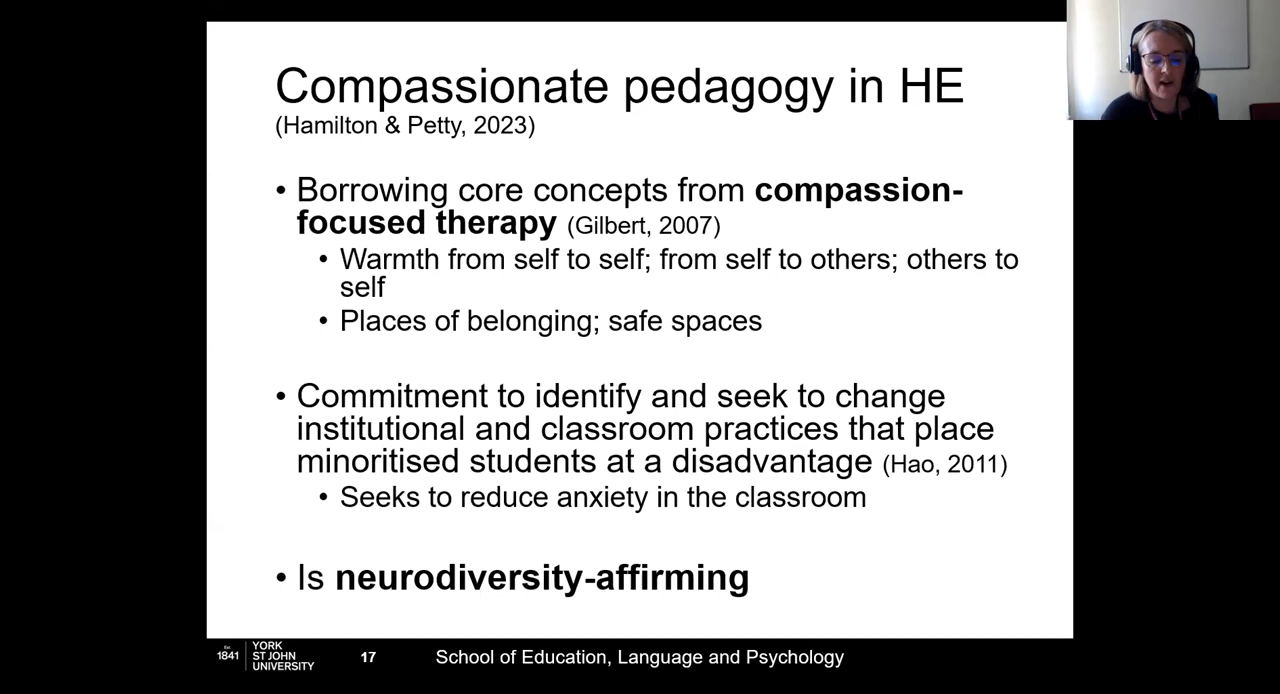 Compassionate pedagogy in HE
(Hamilton & Petty, 2023)
• Borrowing core concepts from compassion-
focused therapy (Gilbert, 2007)
• Warmth from self to self; from self to others; others to
self
• Places of belonging; safe spaces
• Commitment to identify and seek to change
institutional and classroom practices that place
minoritised students at a disadvantage (Hao, 2011)
• Seeks to reduce anxiety in the classroom
• Is neurodiversity-affirming
Est.
1841
YORK
ST JOHN
UNIVERSITY
17
School of Education, Language and Psychology